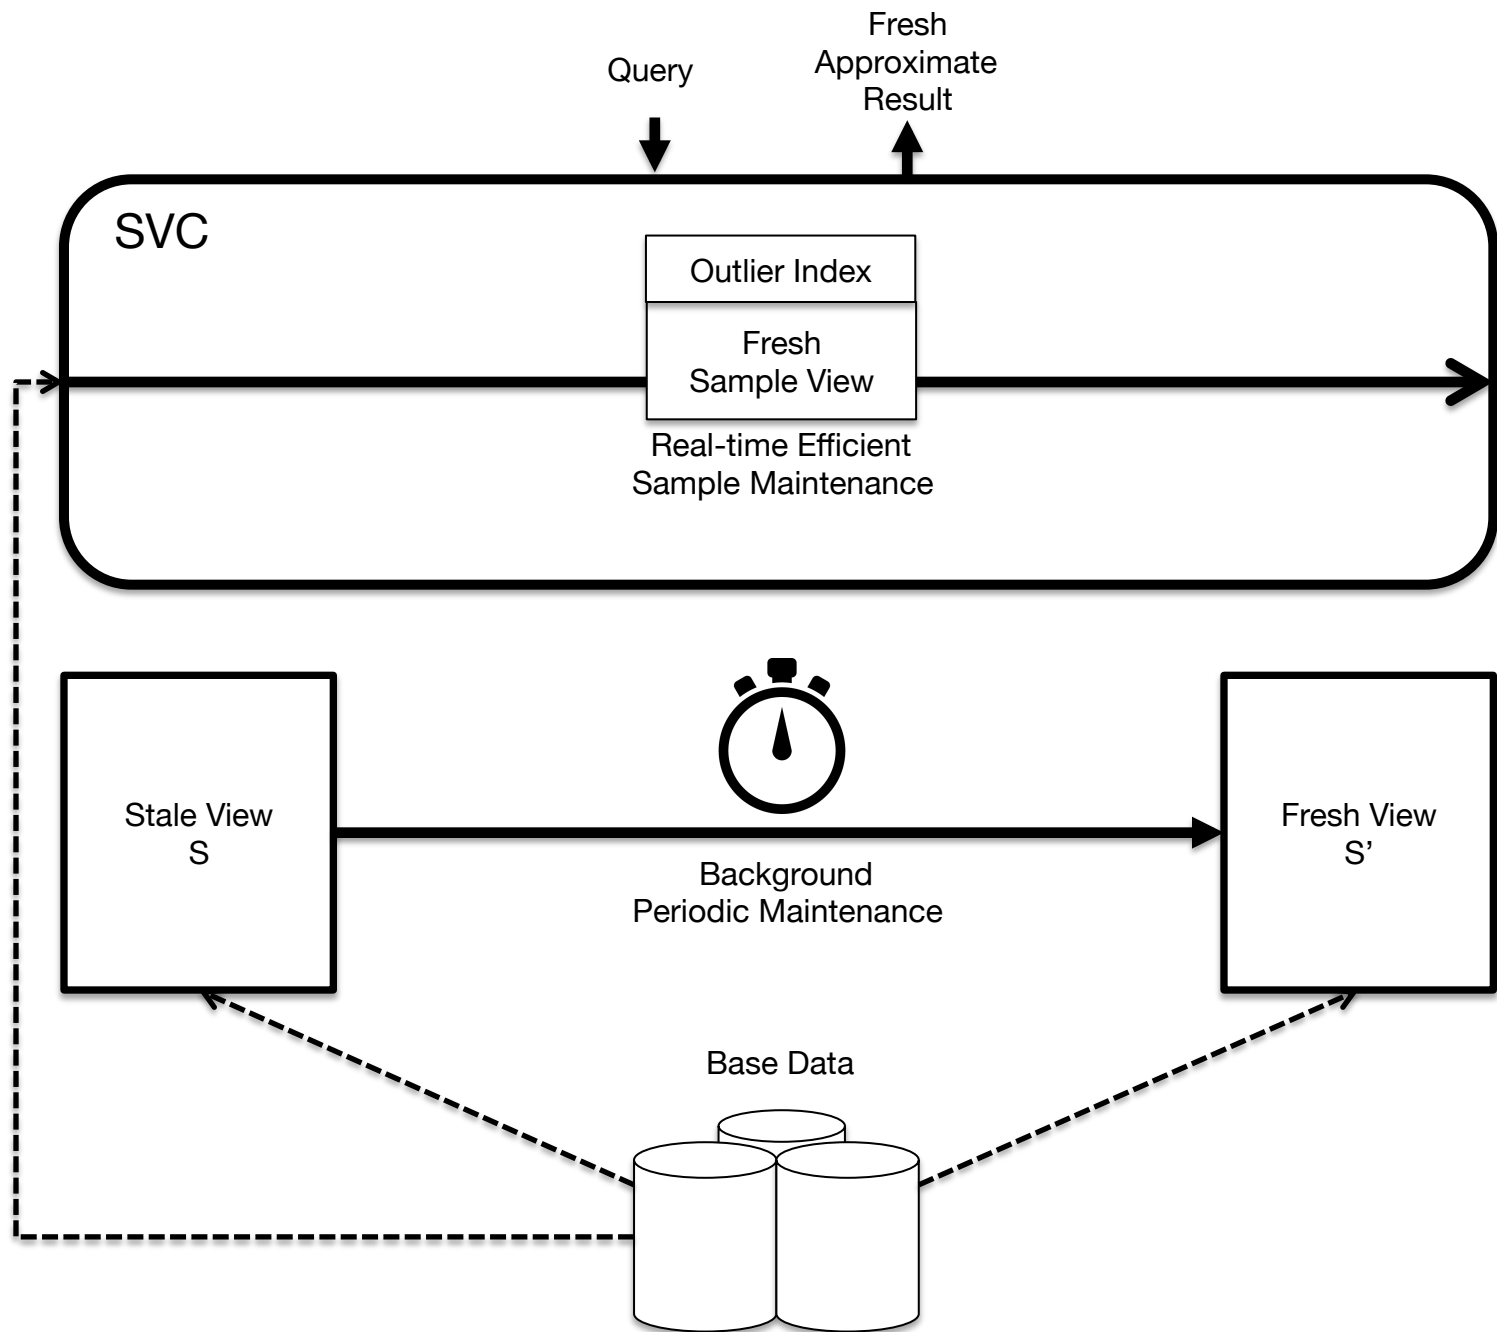 Query
Fresh
Approximate
Result
SVC
Outlier Index
Fresh
Sample View
Real-time Efficient
Sample Maintenance
Stale View
S
Background
Periodic Maintenance
Fresh View
S’
Base Data